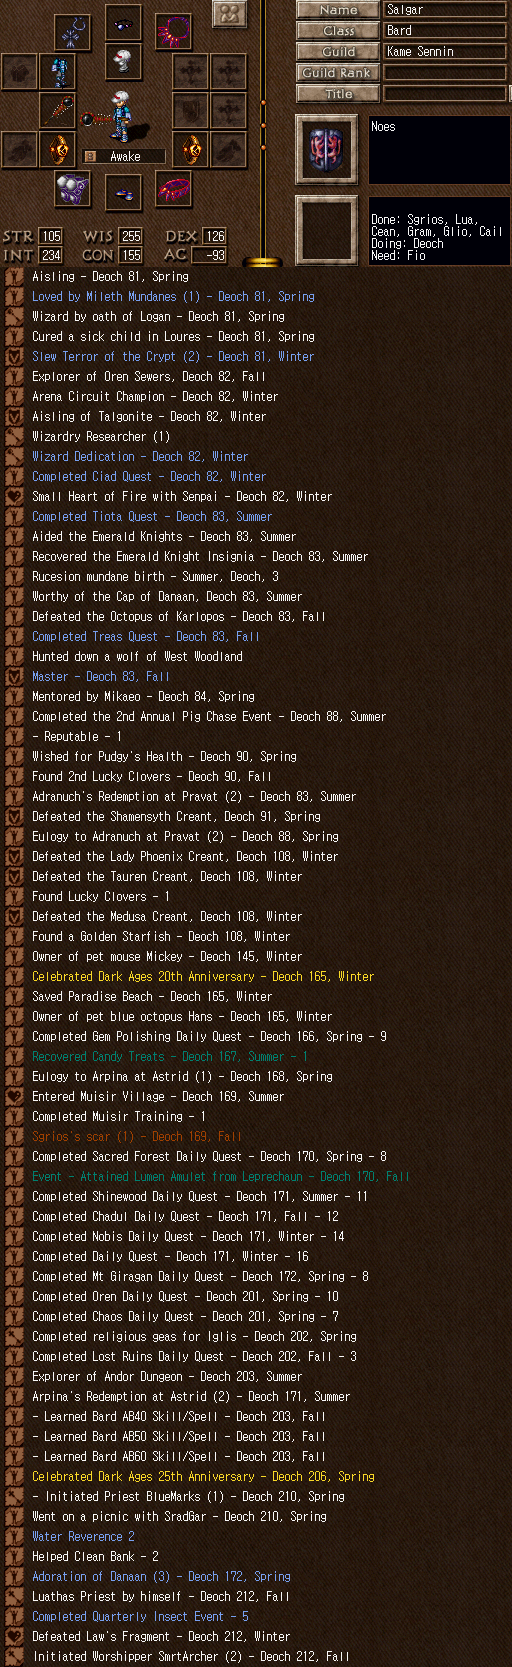 Name Salgar
Class Bard
Guild Kame Sennin
Guild Rank
Title
Noes
Awake
Done: Sgrios, Lua,
Cean, Gram, Glio, Cail
Doing: Deoch
Need: Fio
STR 105 WIS 255 DEX 126
INT 234 CON 155 AC -93
Aisling - Deoch 81, Spring
Loved by Mileth Mundanes (1) - Deoch 81, Spring
Wizard by oath of Logan - Deoch 81, Spring
Cured a sick child in Loures - Deoch 81, Spring
Slew Terror of the Crypt (2) - Deoch 81, Winter
Explorer of Oren Sewers, Deoch 82, Fall
Arena Circuit Champion - Deoch 82, Winter
Aisling of Talgonite - Deoch 82, Winter
Wizardry Researcher (1)
Wizard Dedication - Deoch 82, Winter
Completed Ciad Quest - Deoch 82, Winter
Small Heart of Fire with Senpai - Deoch 82, Winter
Completed Tiota Quest - Deoch 83, Summer
Aided the Emerald Knights - Deoch 83, Summer
Recovered the Emerald Knight Insignia - Deoch 83, Summer
Rucesion mundane birth - Summer, Deoch, 3
Worthy of the Cap of Danaan, Deoch 83, Summer
Defeated the Octopus of Karlopos - Deoch 83, Fall
Completed Treas Quest - Deoch 83, Fall
Hunted down a wolf of West Woodland
Master - Deoch 83, Fall
Mentored by Mikaeo - Deoch 84, Spring
Completed the 2nd Annual Pig Chase Event - Deoch 88, Summer
- Reputable - 1
Wished for Pudgy's Health - Deoch 90, Spring
Found 2nd Lucky Clovers - Deoch 90, Fall
Adranuch's Redemption at Pravat (2) - Deoch 83, Summer
Defeated the Shamensyth Creant, Deoch 91, Spring
Eulogy to Adranuch at Pravat (2) - Deoch 88, Spring
Defeated the Lady Phoenix Creant, Deoch 108, Winter
Defeated the Tauren Creant, Deoch 108, Winter
Found Lucky Clovers - 1
Defeated the Medusa Creant, Deoch 108, Winter
Found a Golden Starfish - Deoch 108, Winter
Owner of pet mouse Mickey - Deoch 145, Winter
Celebrated Dark Ages 20th Anniversary - Deoch 165, Winter
Saved Paradise Beach - Deoch 165, Winter
Owner of pet blue octopus Hans - Deoch 165, Winter
Completed Gem Polishing Daily Quest - Deoch 166, Spring - 9
Recovered Candy Treats - Deoch 167, Summer - 1
Eulogy to Arpina at Astrid (1) - Deoch 168, Spring
Entered Muisir Village - Deoch 169, Summer
Completed Muisir Training - 1
Sgrios's scar (1) - Deoch 169, Fall
Completed Sacred Forest Daily Quest - Deoch 170, Spring - 8
Event - Attained Lumen Amulet from Leprechaun - Deoch 170, Fall
Completed Shinewood Daily Quest - Deoch 171, Summer - 11
Completed Chadul Daily Quest - Deoch 171, Fall - 12
Completed Nobis Daily Quest - Deoch 171, Winter - 14
Completed Daily Quest - Deoch 171, Winter - 16
Completed Mt Giragan Daily Quest - Deoch 172, Spring - 8
Completed Oren Daily Quest - Deoch 201, Spring - 10
Completed Chaos Daily Quest - Deoch 201, Spring - 7
Completed religious geas for Iglis - Deoch 202, Spring
Completed Lost Ruins Daily Quest - Deoch 202, Fall - 3
Explorer of Andor Dungeon - Deoch 203, Summer
Arpina's Redemption at Astrid (2) - Deoch 171, Summer
- Learned Bard AB40 Skill/Spell - Deoch 203, Fall
- Learned Bard AB50 Skill/Spell - Deoch 203, Fall
- Learned Bard AB60 Skill/Spell - Deoch 203, Fall
Celebrated Dark Ages 25th Anniversary - Deoch 206, Spring
- Initiated Priest BlueMarks (1) - Deoch 210, Spring
Went on a picnic with SradGar - Deoch 210, Spring
Water Reverence 2
Helped Clean Bank - 2
Adoration of Danaan (3) - Deoch 172, Spring
Luathas Priest by himself - Deoch 212, Fall
Completed Quarterly Insect Event - 5
Defeated Law's Fragment - Deoch 212, Winter
Initiated Worshipper SmrtArcher (2) - Deoch 212, Fall